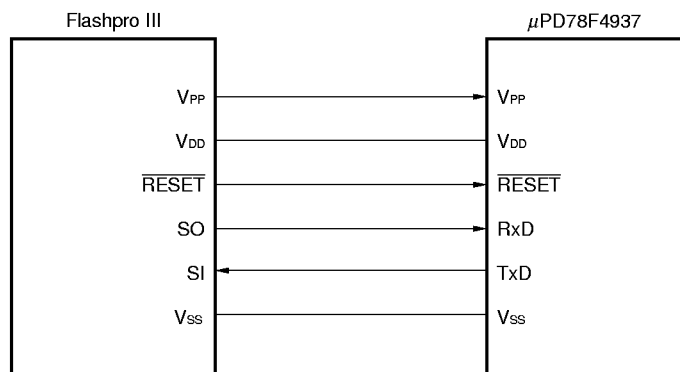 Flashpro III
μPD78F4937
VPP
VPP
VDD
VDD
RESET
RESET
SO
RxD
SI
TxD
VSS
VSS